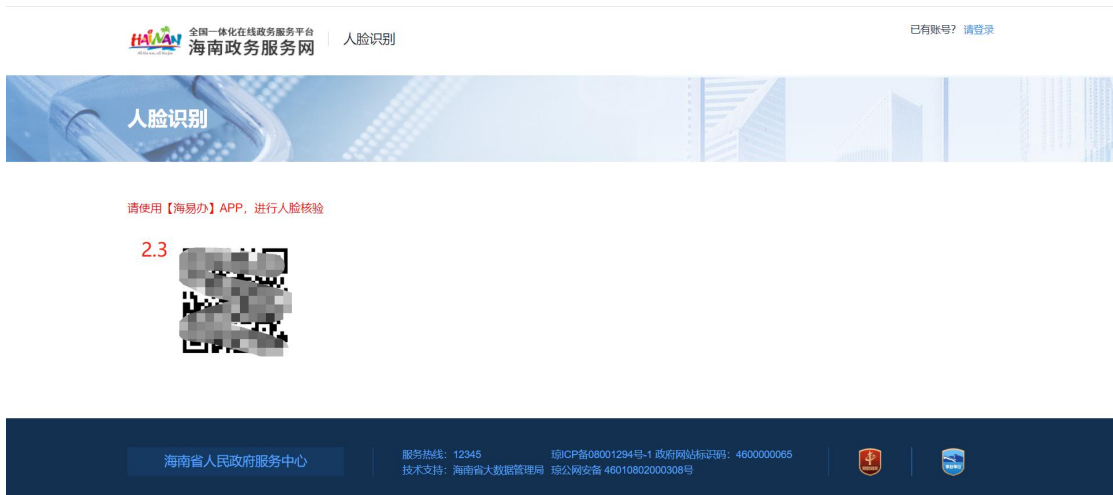 HAINAN
全国一体化在线政务服务平台
海南政务服务网
人脸识别
已有账号? 请登录
人脸识别
请使用【海易办】APP, 进行人脸核验
2.3
海南省人民政府服务中心
服务热线: 12345 琼ICP备08001294号-1 政府网站标识码: 4600000065
技术支持: 海南省大数据管理局 琼公网安备 46010802000308号